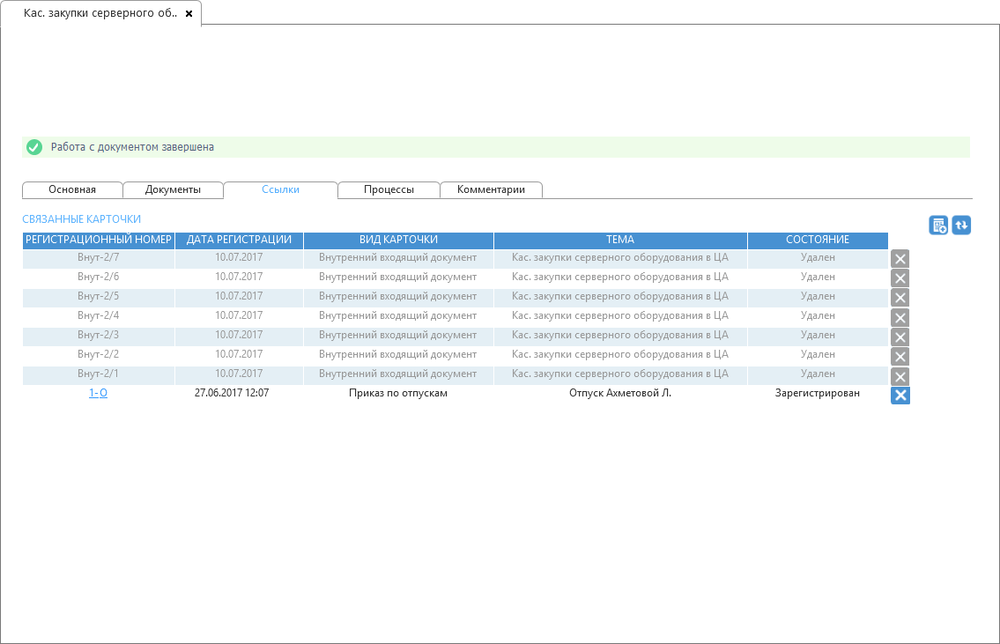 Кас. закупки серверного об..
Работа с документом завершена
Основная Документы Ссылки Процессы Комментарии
СВЯЗАННЫЕ КАРТОЧКИ
РЕГИСТРАЦИОННЫЙ НОМЕР ДАТА РЕГИСТРАЦИИ ВИД КАРТОЧКИ ТЕМА СОСТОЯНИЕ
Внут-2/7 10.07.2017 Внутренний входящий документ Кас. закупки серверного оборудования в ЦА Удален
Внут-2/6 10.07.2017 Внутренний входящий документ Кас. закупки серверного оборудования в ЦА Удален
Внут-2/5 10.07.2017 Внутренний входящий документ Кас. закупки серверного оборудования в ЦА Удален
Внут-2/4 10.07.2017 Внутренний входящий документ Кас. закупки серверного оборудования в ЦА Удален
Внут-2/3 10.07.2017 Внутренний входящий документ Кас. закупки серверного оборудования в ЦА Удален
Внут-2/2 10.07.2017 Внутренний входящий документ Кас. закупки серверного оборудования в ЦА Удален
Внут-2/1 10.07.2017 Внутренний входящий документ Кас. закупки серверного оборудования в ЦА Удален
1-О 27.06.2017 12:07 Приказ по отпускам Отпуск Ахметовой Л. Зарегистрирован